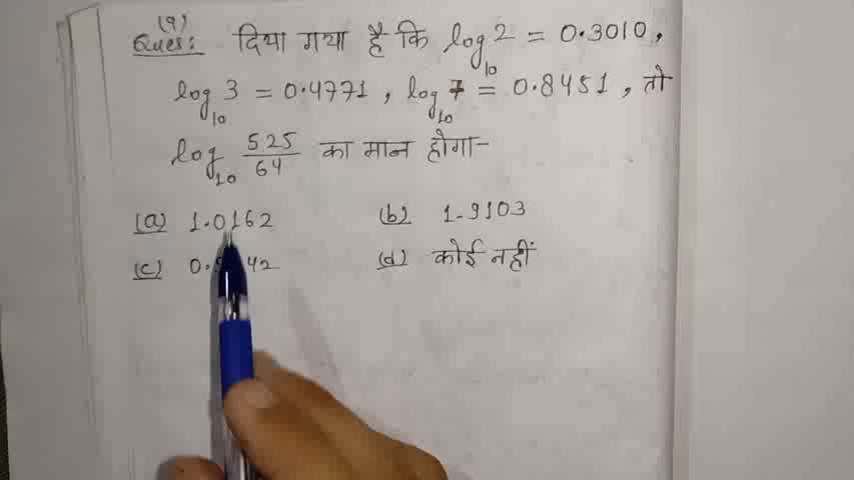 (9)
Ques: दिया गया है कि log₁₀ 2 = 0.3010,
log₁₀ 3 = 0.4771, log₁₀ 7 = 0.8451, तो
log₁₀ 525/64 का मान होगा-
(a) 1.0162 (b) 1.9103
(c) (d) कोई नहीं